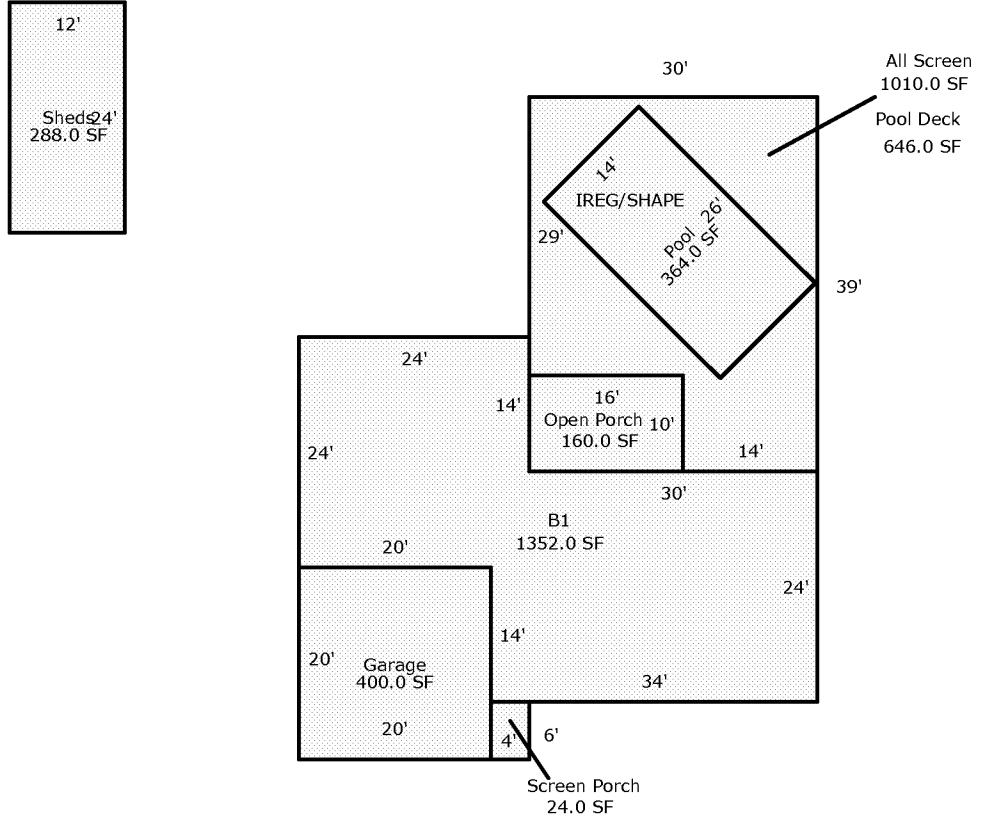 12'
Sheds 24'
288.0 SF
30'
All Screen
1010.0 SF
Pool Deck
646.0 SF
14'
IREG/SHAPE
26'
Pool
364.0 SF
29'
39'
24'
14'
16'
Open Porch 10'
160.0 SF
24'
14'
30'
B1
1352.0 SF
20'
24'
14'
20'
Garage
400.0 SF
34'
20'
4'
6'
Screen Porch
24.0 SF